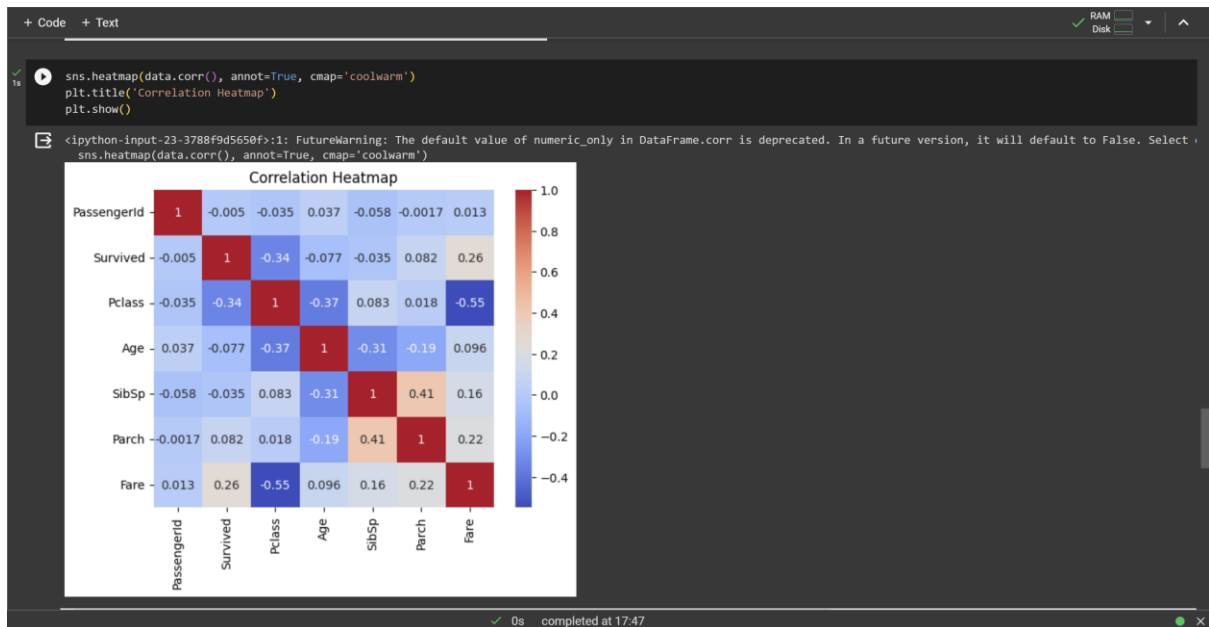 + Code + Text
RAM
Disk
1s
sns.heatmap(data.corr(), annot=True, cmap='coolwarm')
plt.title('Correlation Heatmap')
plt.show()
<ipython-input-23-3788f9d5650f>:1: FutureWarning: The default value of numeric_only in DataFrame.corr is deprecated. In a future version, it will default to False. Select
sns.heatmap(data.corr(), annot=True, cmap='coolwarm')
Correlation Heatmap
PassengerId 1 -0.005 -0.035 0.037 -0.058 -0.0017 0.013
Survived -0.005 1 -0.34 -0.077 -0.035 0.082 0.26
Pclass -0.035 -0.34 1 -0.37 0.083 0.018 -0.55
Age 0.037 -0.077 -0.37 1 -0.31 -0.19 0.096
SibSp -0.058 -0.035 0.083 -0.31 1 0.41 0.16
Parch -0.0017 0.082 0.018 -0.19 0.41 1 0.22
Fare 0.013 0.26 -0.55 0.096 0.16 0.22 1
PassengerId Survived Pclass Age SibSp Parch Fare
1.0
0.8
0.6
0.4
0.2
0.0
−0.2
−0.4
0s completed at 17:47